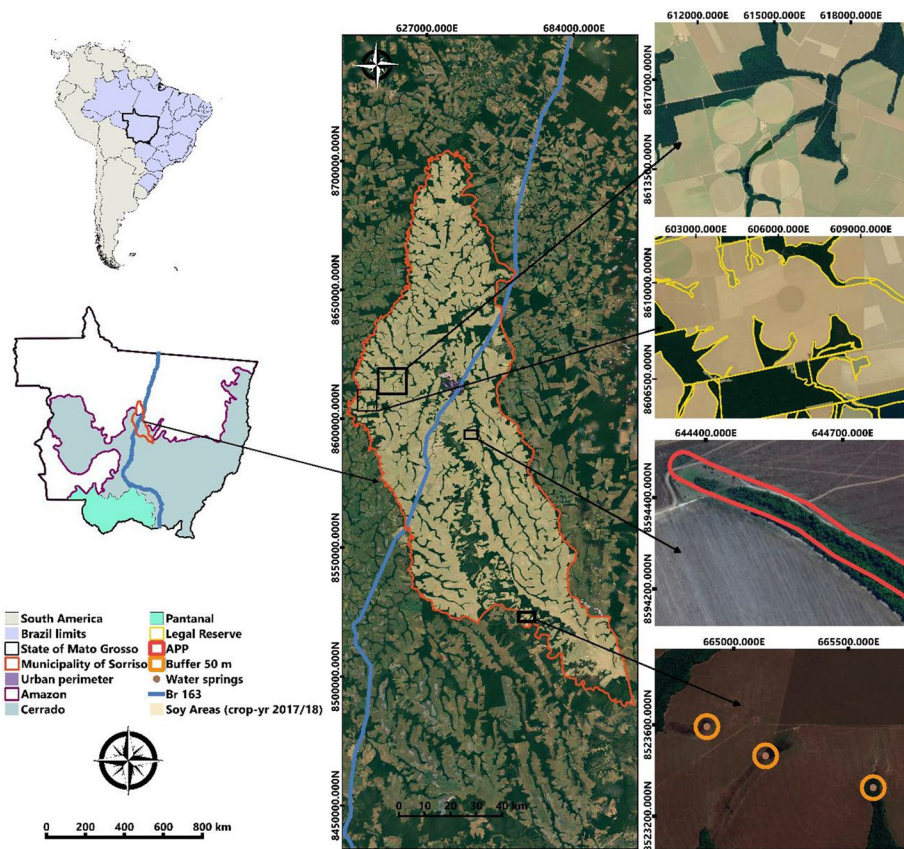 627000.000E 684000.000E
8700000.000N
8650000.000N
8600000.000N
8550000.000N
8500000.000N
8450000.000N
0 10 20 30 40 km
612000.000E 615000.000E 618000.000E
8617000.000N
8613500.000N
603000.000E 606000.000E 609000.000E
8610000.000N
8606500.000N
644400.000E 644700.000E
8594400.000N
8594200.000N
665000.000E 665500.000E
8523600.000N
8523200.000N
South America
Brazil limits
State of Mato Grosso
Municipality of Sorriso
Urban perimeter
Amazon
Cerrado
Pantanal
Legal Reserve
APP
Buffer 50 m
Water springs
Br 163
Soy Areas (crop-yr 2017/18)
0 200 400 600 800 km